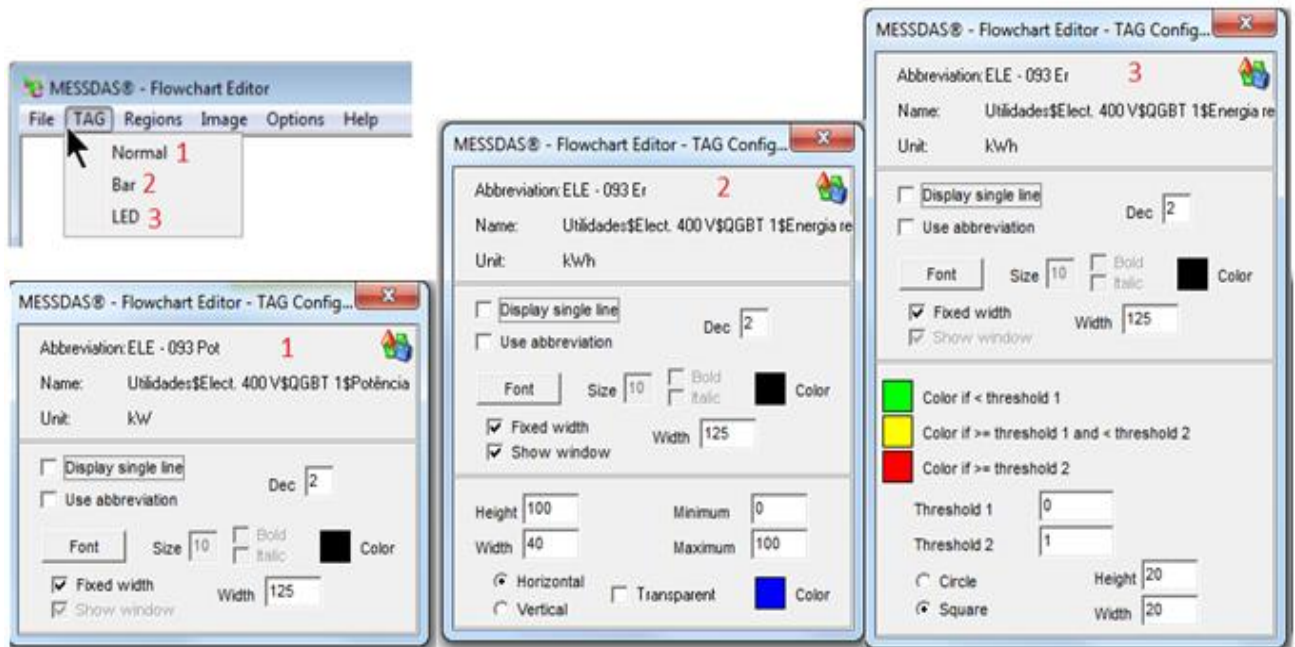 MESSDAS® - Flowchart Editor
File TAG Regions Image Options Help
Normal 1
Bar 2
LED 3
MESSDAS® - Flowchart Editor - TAG Config...
Abbreviation: ELE - 093 Pot 1
Name: Utilidades$Elect. 400 V$QGBT 1$Potência
Unit: kW
Display single line
Dec 2
Use abbreviation
Font Size 10 Bold
Italic
Color
Fixed width
Width 125
Show window
MESSDAS® - Flowchart Editor - TAG Config...
Abbreviation: ELE - 093 Er 2
Name: Utilidades$Elect. 400 V$QGBT 1$Energia re
Unit: kWh
Display single line
Dec 2
Use abbreviation
Font Size 10 Bold
Italic
Color
Fixed width
Width 125
Show window
Height 100 Minimum 0
Width 40 Maximum 100
Horizontal
Transparent Color
Vertical
MESSDAS® - Flowchart Editor - TAG Config...
Abbreviation: ELE - 093 Er 3
Name: Utilidades$Elect. 400 V$QGBT 1$Energia re
Unit: kWh
Display single line
Dec 2
Use abbreviation
Font Size 10 Bold
Italic
Color
Fixed width
Width 125
Show window
Color if < threshold 1
Color if >= threshold 1 and < threshold 2
Color if >= threshold 2
Threshold 1 0
Threshold 2 1
Circle Height 20
Square Width 20